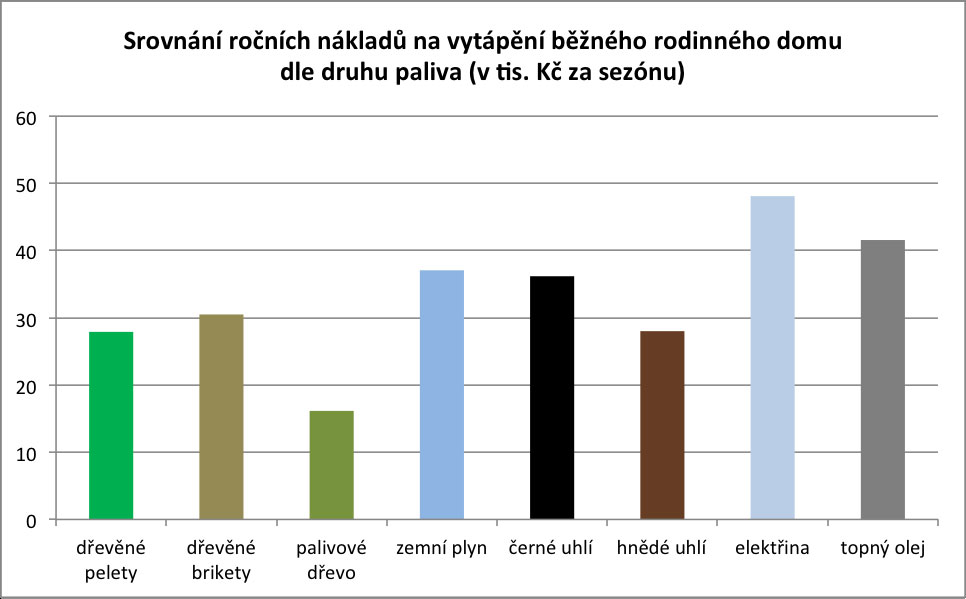 Srovnání ročních nákladů na vytápění běžného rodinného domu
dle druhu paliva (v tis. Kč za sezónu)
60
50
40
30
20
10
0
dřevěné
pelety
dřevěné
brikety
palivové
dřevo
zemní plyn
černé uhlí
hnědé uhlí
elektřina
topný olej